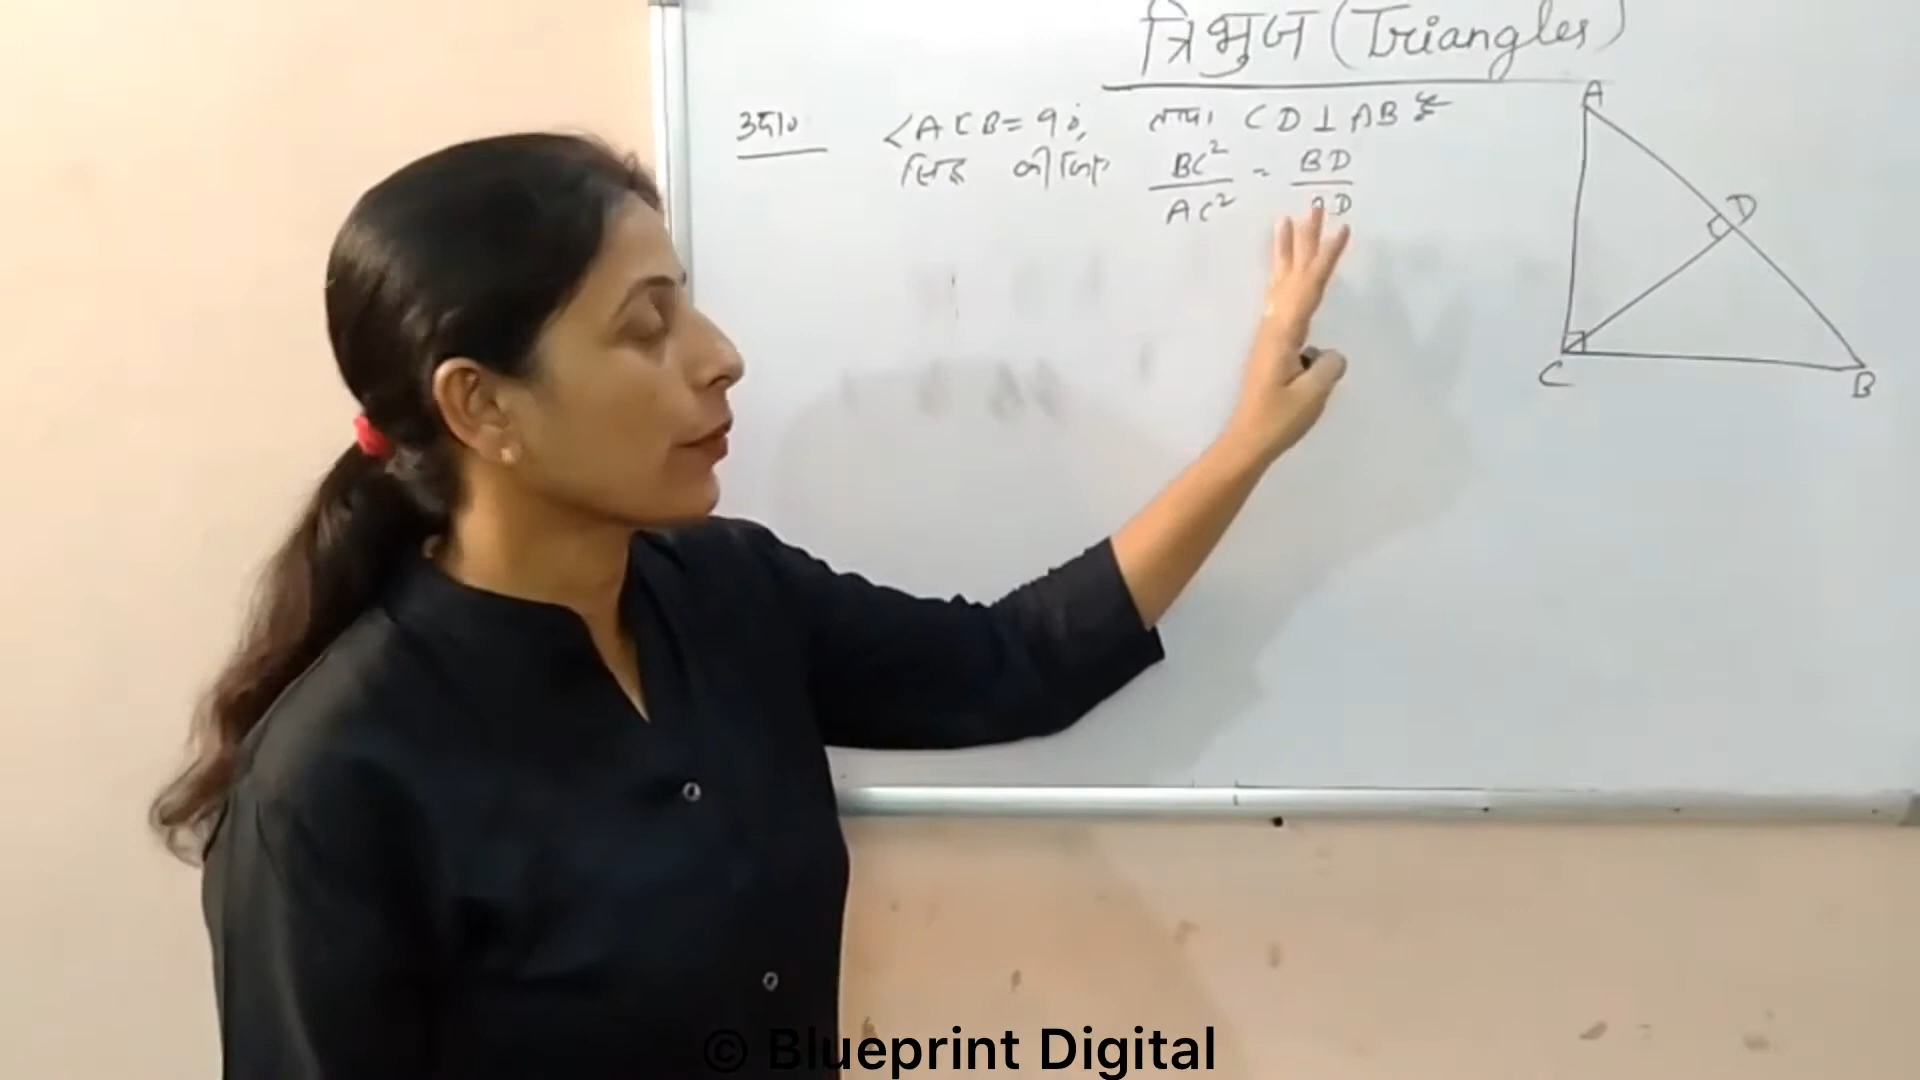 त्रिभुज (Triangles)
उदा० ∠ACB = 90, तथा CD ⊥ AB है
सिद्ध कीजिए BC²/AC² = BD/AD
A
D
C
B
© Blueprint Digital